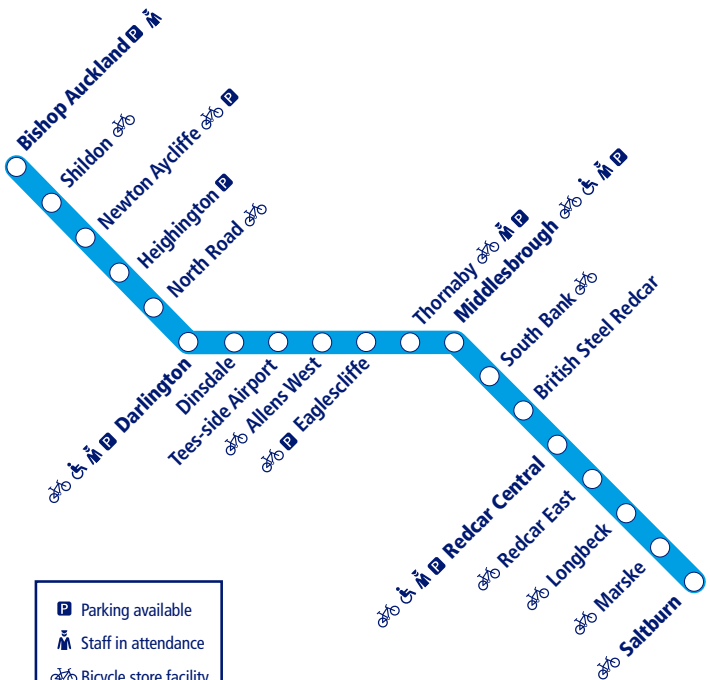 Bishop Auckland P
Shildon
Newton Aycliffe P
Heighington P
North Road
P Darlington
Dinsdale
Tees-side Airport
Allens West
P Eaglescliffe
Thornaby P
Middlesbrough P
South Bank
British Steel Redcar
P Redcar Central
Redcar East
Longbeck
Marske
Saltburn
P Parking available
Staff in attendance
Bicycle store facility